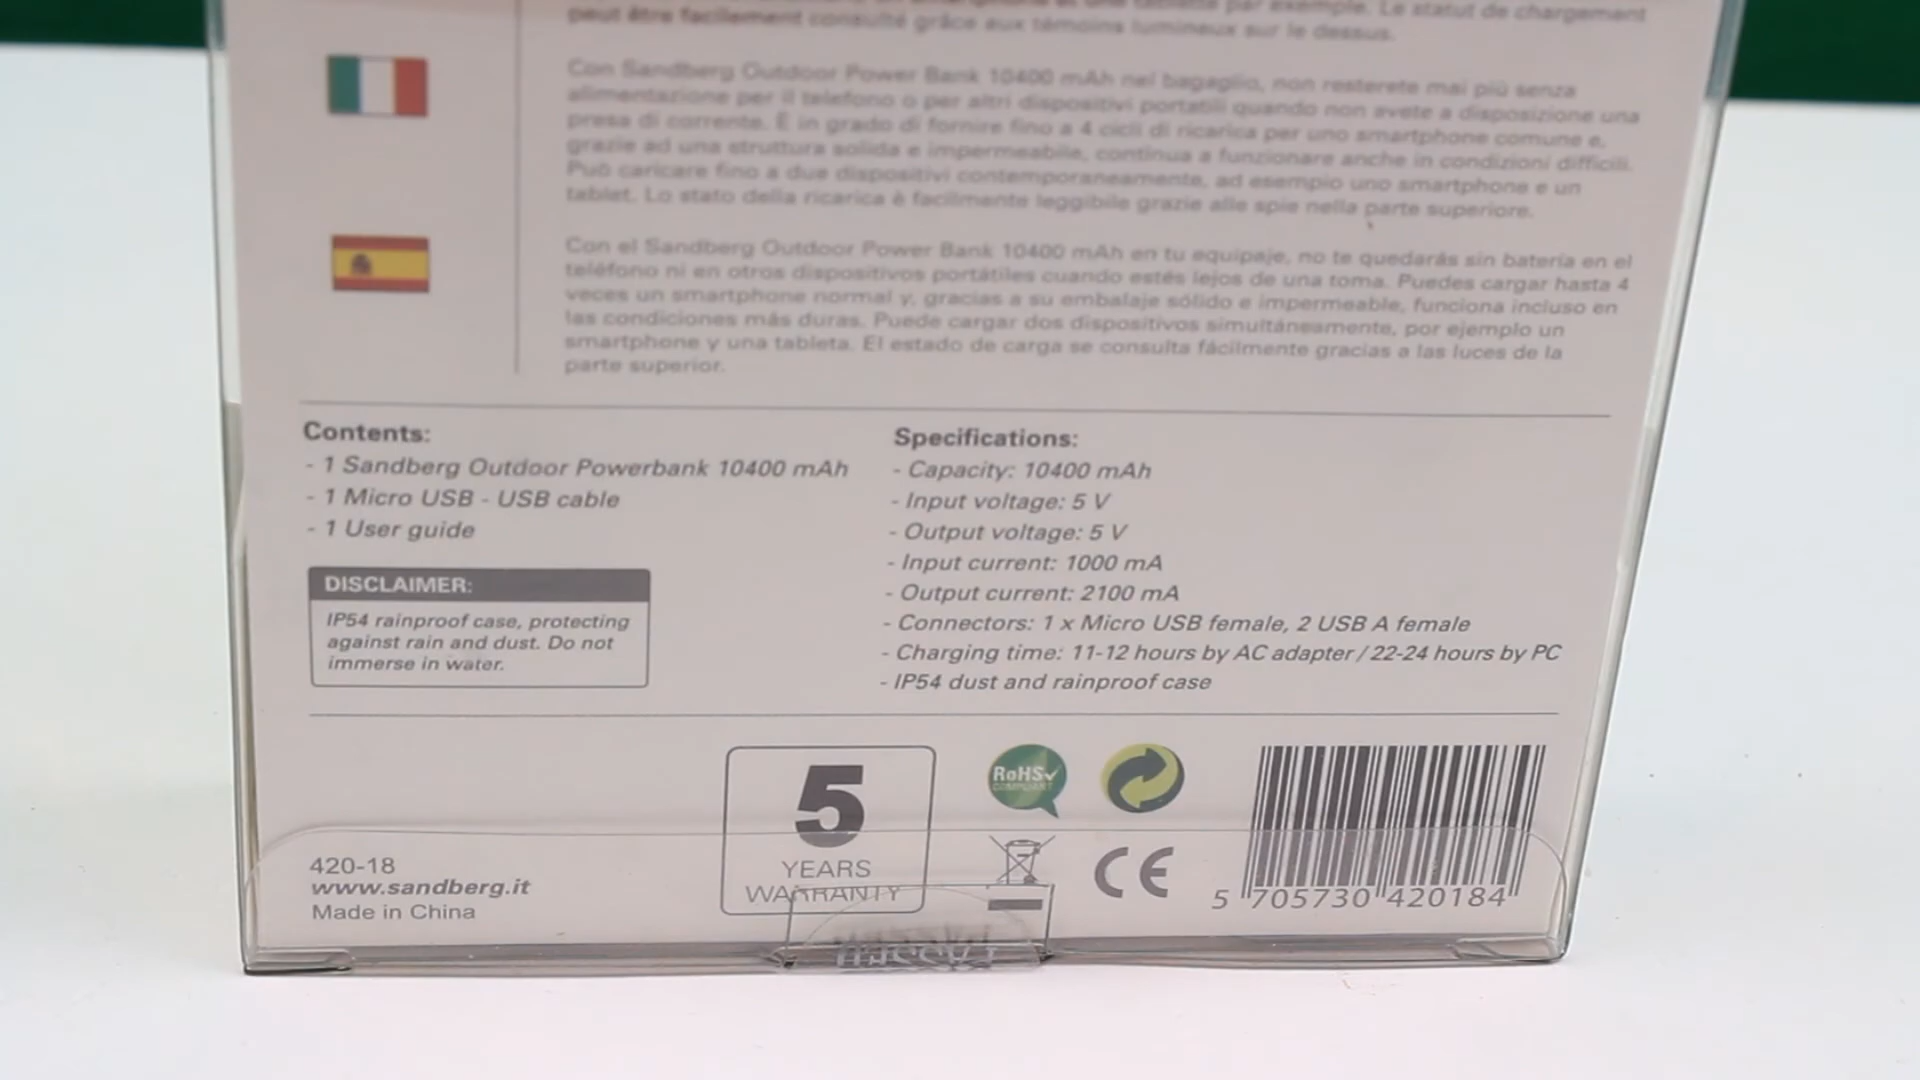 par exemple. Le statut de chargement
peut être facilement consulté grâce aux témoins lumineux sur le dessus.
Con Sandberg Outdoor Power Bank 10400 mAh nel bagaglio, non resterete mai più senza
alimentazione per il telefono o per altri dispositivi portatili quando non avete a disposizione una
presa di corrente. È in grado di fornire fino a 4 cicli di ricarica per uno smartphone comune e,
grazie ad una struttura solida e impermeabile, continua a funzionare anche in condizioni difficili.
Può caricare fino a due dispositivi contemporaneamente, ad esempio uno smartphone e un
tablet. Lo stato della ricarica è facilmente leggibile grazie alle spie nella parte superiore.
Con el Sandberg Outdoor Power Bank 10400 mAh en tu equipaje, no te quedarás sin batería en el
teléfono ni en otros dispositivos portátiles cuando estés lejos de una toma. Puedes cargar hasta 4
veces un smartphone normal y, gracias a su embalaje sólido e impermeable, funciona incluso en
las condiciones más duras. Puede cargar dos dispositivos simultáneamente, por ejemplo un
smartphone y una tableta. El estado de carga se consulta fácilmente gracias a las luces de la
parte superior.
Contents:
- 1 Sandberg Outdoor Powerbank 10400 mAh
- 1 Micro USB - USB cable
- 1 User guide
DISCLAIMER:
IP54 rainproof case, protecting
against rain and dust. Do not
immerse in water.
Specifications:
- Capacity: 10400 mAh
- Input voltage: 5 V
- Output voltage: 5 V
- Input current: 1000 mA
- Output current: 2100 mA
- Connectors: 1 x Micro USB female, 2 USB A female
- Charging time: 11-12 hours by AC adapter / 22-24 hours by PC
- IP54 dust and rainproof case
420-18
www.sandberg.it
Made in China
5
YEARS
WARRANTY
RoHS
COMPLIANT
CE
5 705730 420184